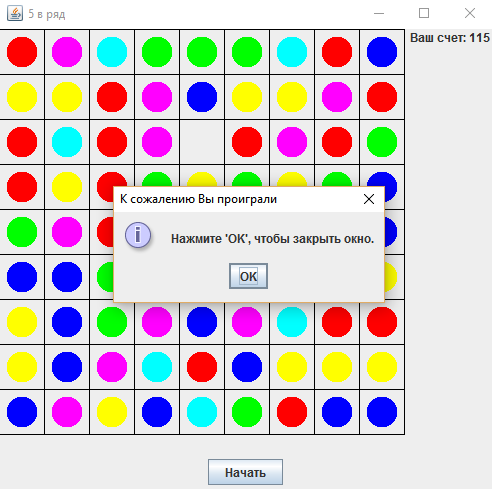 5 в ряд
Ваш счет: 115
К сожалению Вы проиграли
Нажмите 'OK', чтобы закрыть окно.
OK
Начать